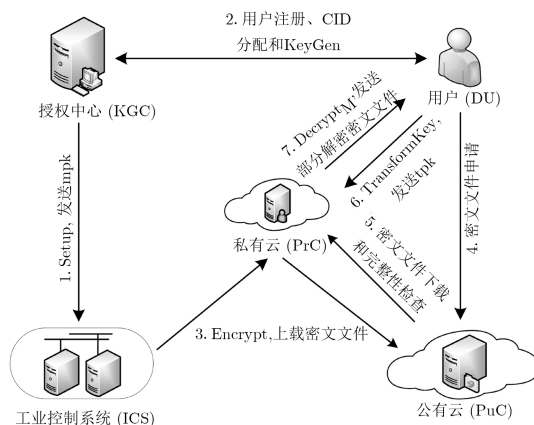 2. 用户注册、CID
分配和KeyGen
授权中心 (KGC)
用户 (DU)
1. Setup, 发送mpk
7. Decrypt_M,发送
部分解密密文文件
6. TransformKey,
发送tpk
4. 密文文件申请
私有云 (PrC)
5. 密文文件下载
和完整性检查
3. Encrypt,上载密文文件
工业控制系统 (ICS)
公有云 (PuC)